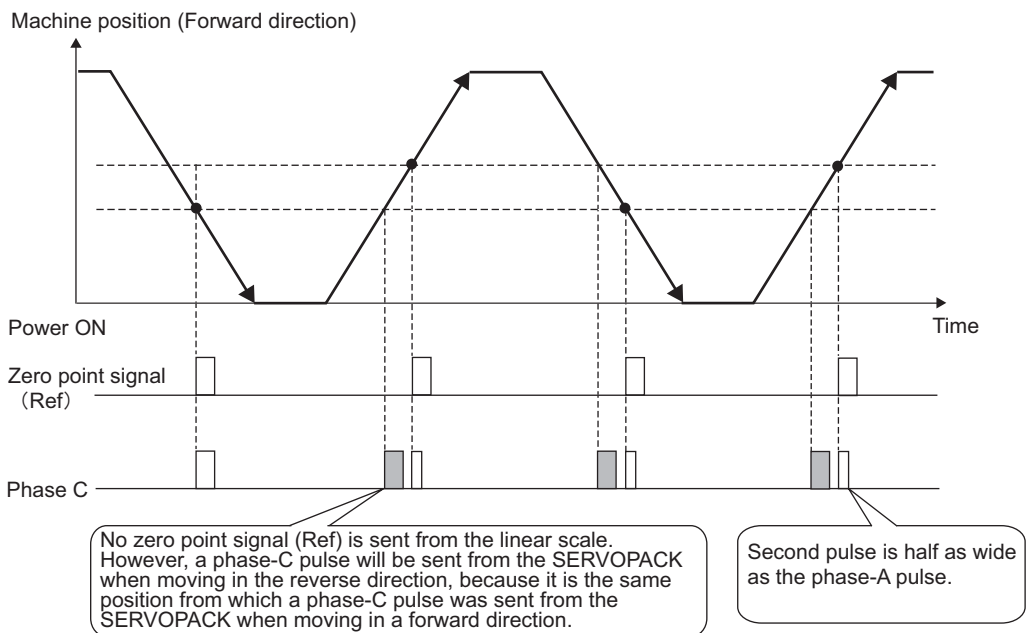 Machine position (Forward direction)
Power ON
Time
Zero point signal
（Ref）
Phase C
No zero point signal (Ref) is sent from the linear scale.
However, a phase-C pulse will be sent from the SERVOPACK
when moving in the reverse direction, because it is the same
position from which a phase-C pulse was sent from the
SERVOPACK when moving in a forward direction.
Second pulse is half as wide
as the phase-A pulse.